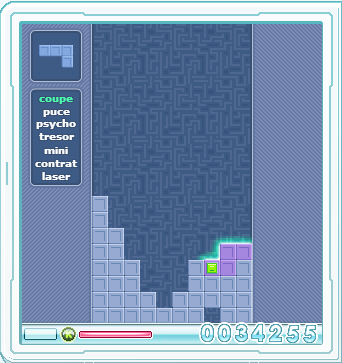 coupe
puce
psycho
tresor
mini
contrat
laser
0034255